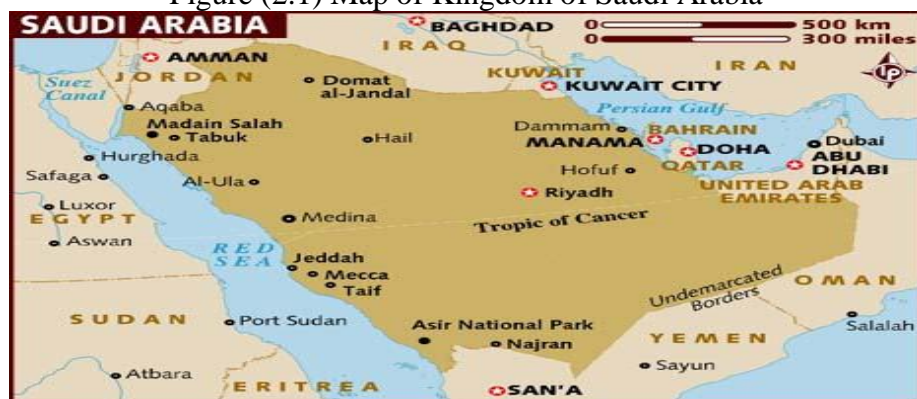 Figure (2.1) Map of Kingdom of Saudi Arabia
SAUDI ARABIA
BAGHDAD
0 500 km
0 300 miles
IRAQ
IRAN
AMMAN
JORDAN
Suez
Canal
Domat
al-Jandal
KUWAIT
KUWAIT CITY
LP
Aqaba
Madain Salah
Tabuk
Hail
Persian Gulf
Dammam
BAHRAIN
MANAMA
DOHA
QATAR
Dubai
ABU
DHABI
Hurghada
Safaga
Al-Ula
Hofuf
Riyadh
UNITED ARAB
EMIRATES
Luxor
EGYPT
Aswan
Medina
Tropic of Cancer
RED
SEA
Jeddah
Mecca
Taif
Undemarcated
Borders
OMAN
SUDAN
Port Sudan
Asir National Park
Najran
YEMEN
Salalah
Sayun
Atbara
ERITREA
SAN'A